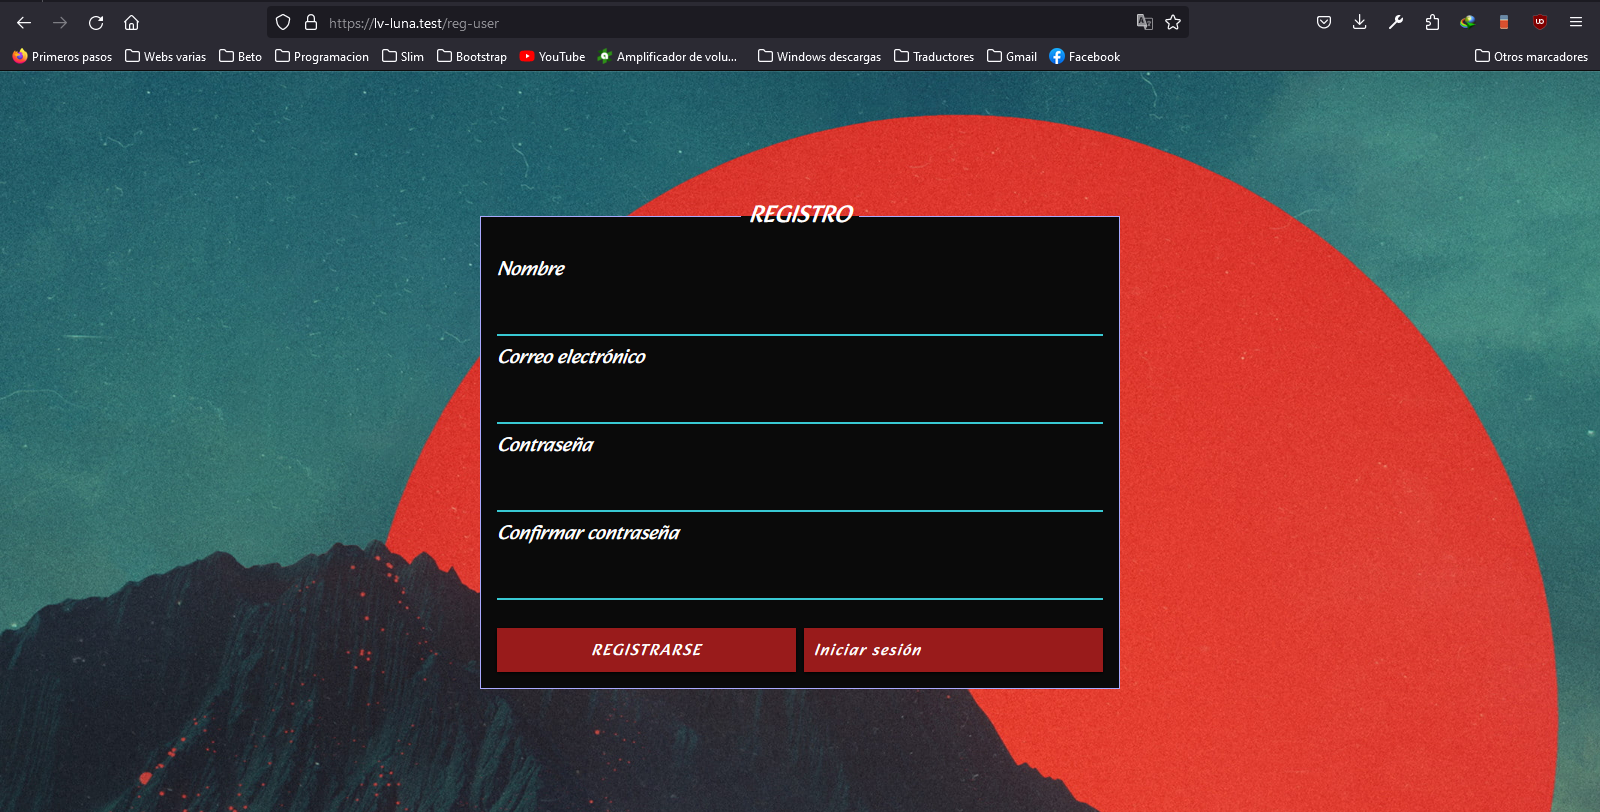 https://lv-luna.test/reg-user
Primeros pasos Webs varias Beto Programacion Slim Bootstrap YouTube Amplificador de volu... Windows descargas Traductores Gmail Facebook Otros marcadores
REGISTRO
Nombre
Correo electrónico
Contraseña
Confirmar contraseña
REGISTRARSE Iniciar sesión